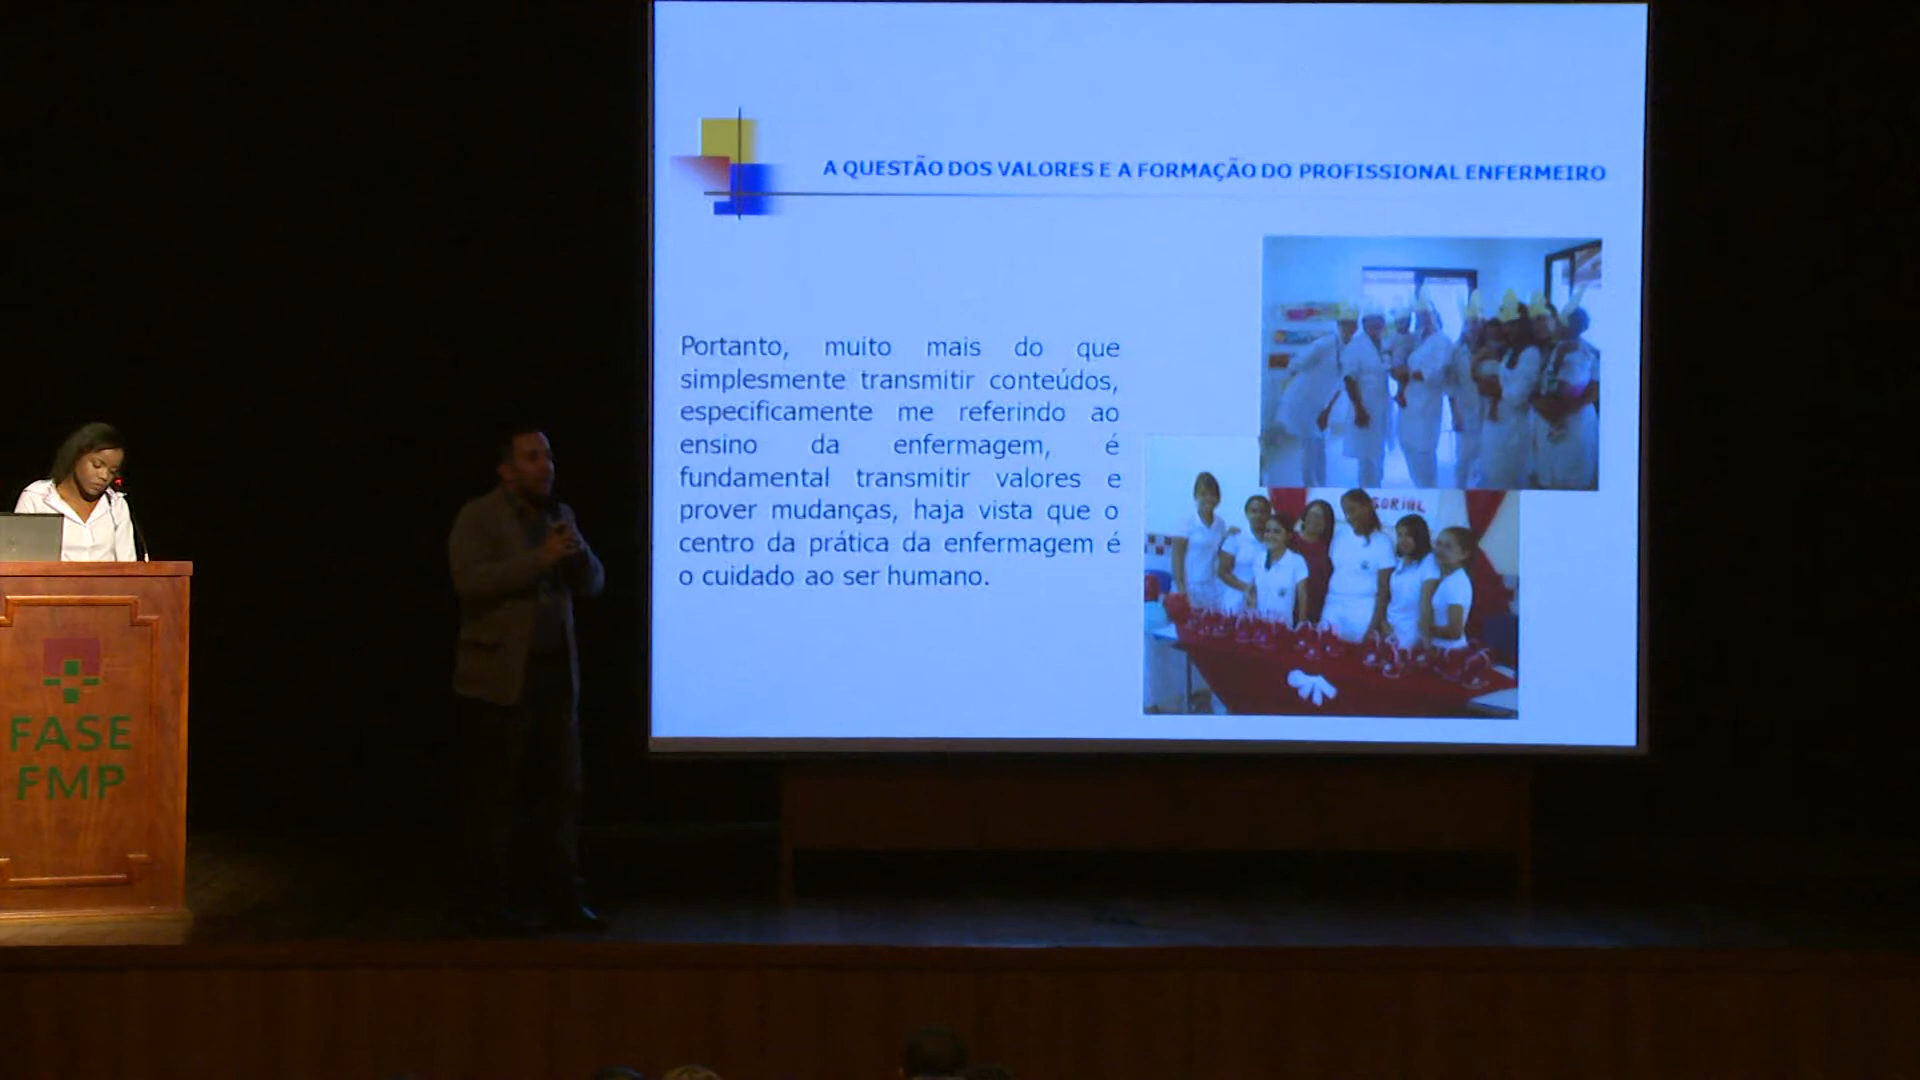 A QUESTÃO DOS VALORES E A FORMAÇÃO DO PROFISSIONAL ENFERMEIRO
Portanto, muito mais do que
simplesmente transmitir conteúdos,
especificamente me referindo ao
ensino da enfermagem, é
fundamental transmitir valores e
prover mudanças, haja vista que o
centro da prática da enfermagem é
o cuidado ao ser humano.
FASE
FMP